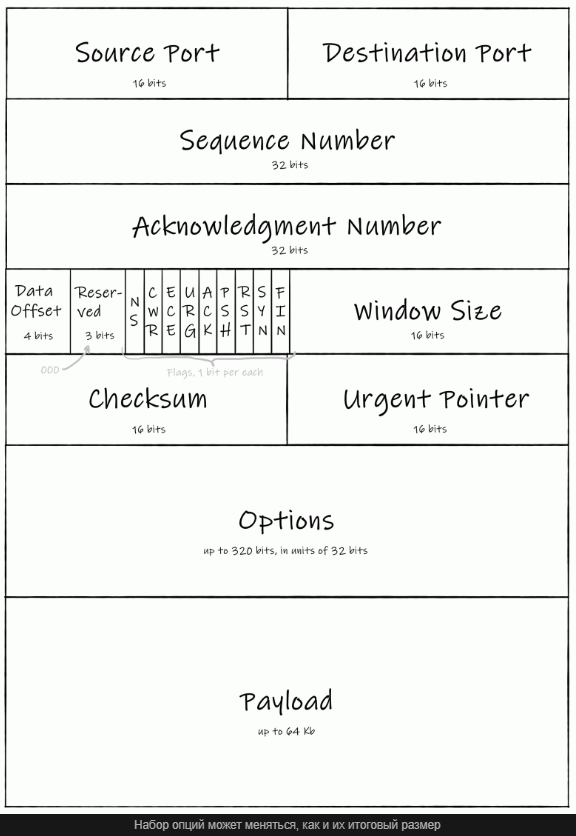 Source Port
16 bits
Destination Port
16 bits
Sequence Number
32 bits
Acknowledgment Number
32 bits
Data
Offset
4 bits
Reser-
ved
3 bits
NS
CWR
ECE
URG
ACK
PSH
RST
SYN
FIN
Window Size
16 bits
000
Flags, 1 bit per each
Checksum
16 bits
Urgent Pointer
16 bits
Options
up to 320 bits, in units of 32 bits
Payload
up to 64 Kb
Набор опций может меняться, как и их итоговый размер